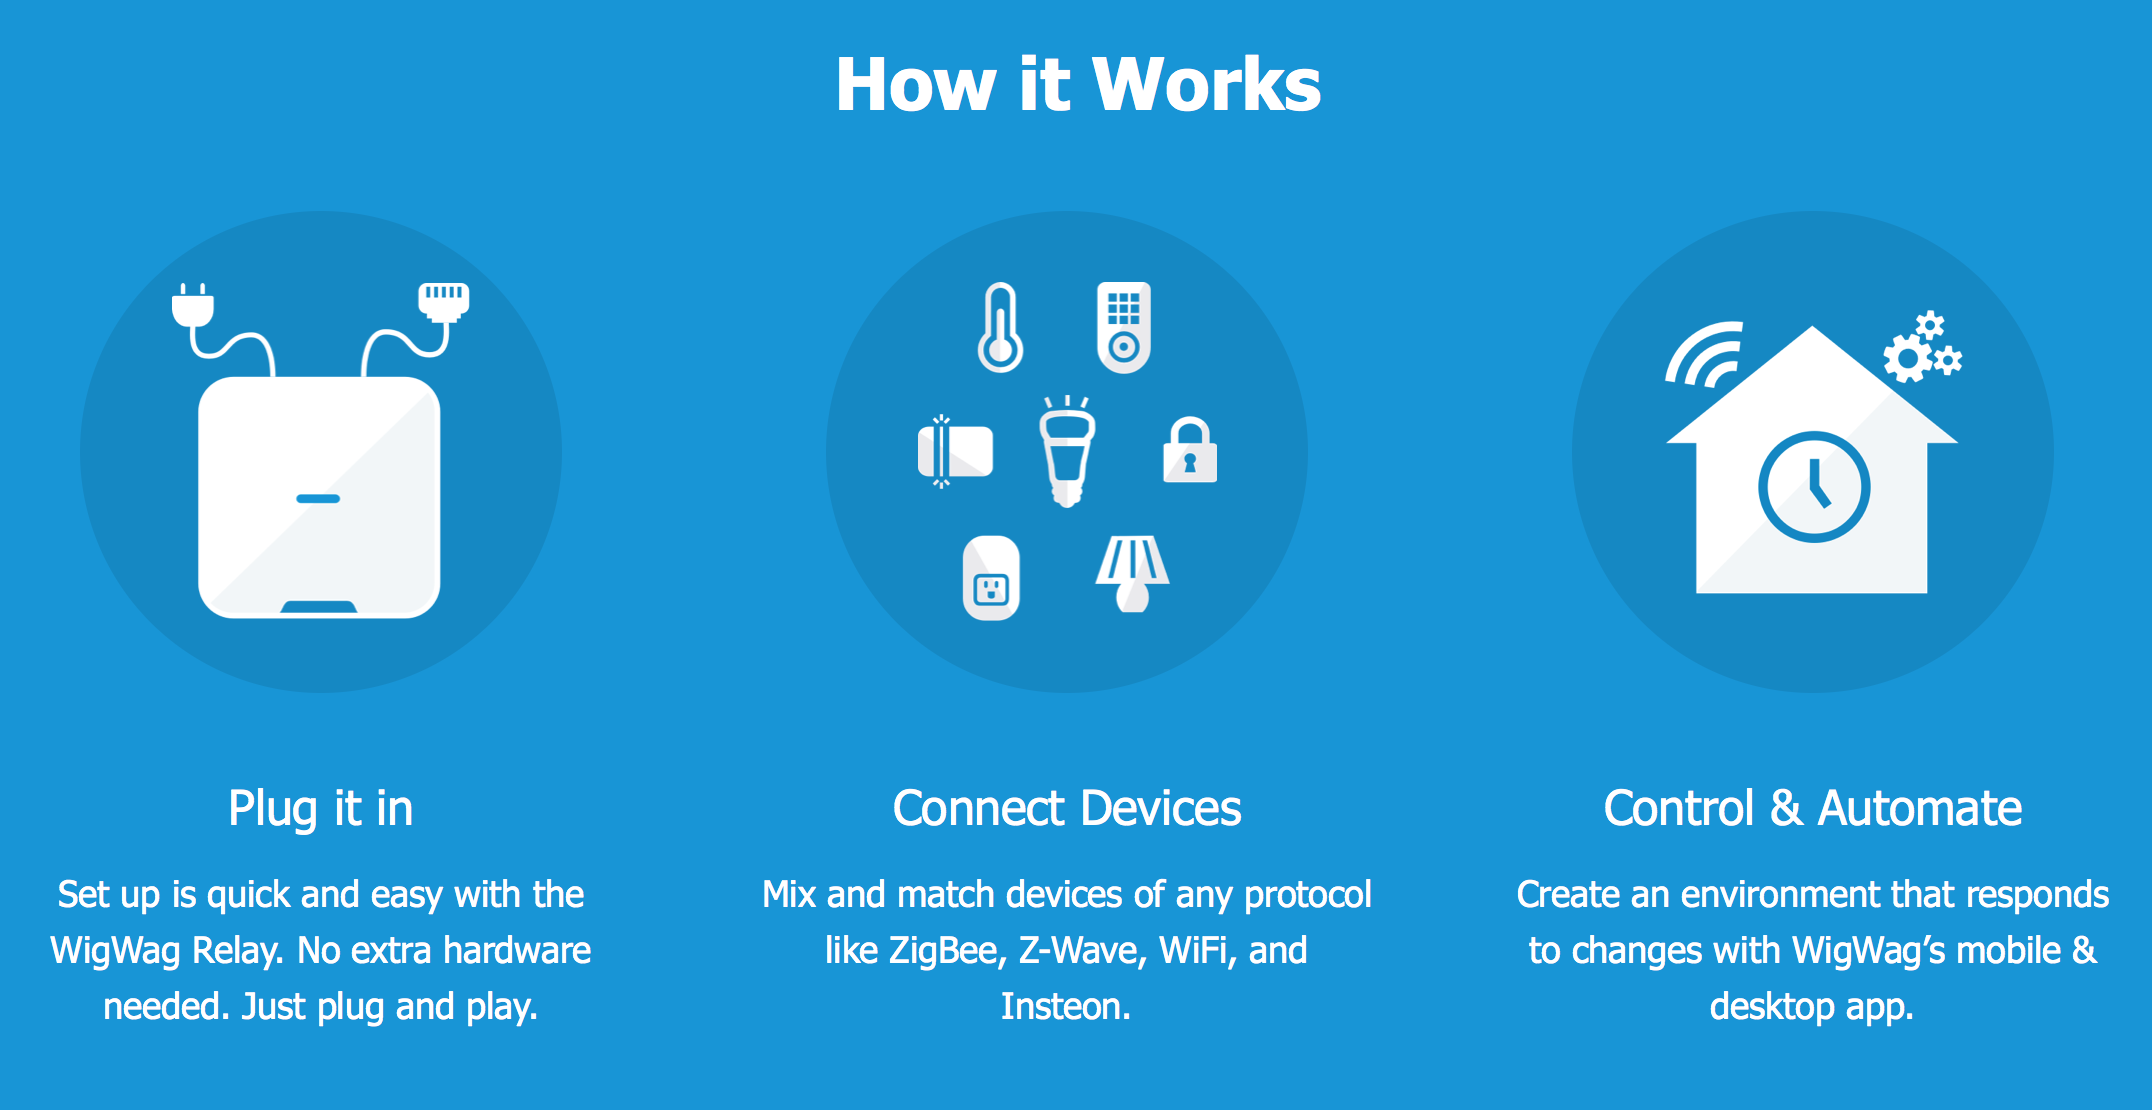 How it Works
Plug it in
Set up is quick and easy with the
WigWag Relay. No extra hardware
needed. Just plug and play.
Connect Devices
Mix and match devices of any protocol
like ZigBee, Z-Wave, WiFi, and
Insteon.
Control & Automate
Create an environment that responds
to changes with WigWag’s mobile &
desktop app.